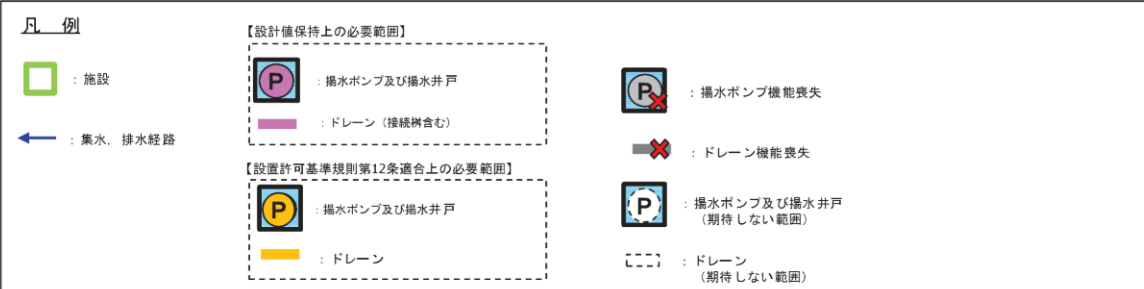 凡 例
：施設
：集水，排水経路
【設計値保持上の必要範囲】
P
：揚水ポンプ及び揚水井戸
：ドレーン（接続桝含む）
【設置許可基準規則第12条適合上の必要範囲】
P
：揚水ポンプ及び揚水井戸
：ドレーン
P
：揚水ポンプ機能喪失
：ドレーン機能喪失
P
：揚水ポンプ及び揚水井戸
（期待しない範囲）
：ドレーン
（期待しない範囲）